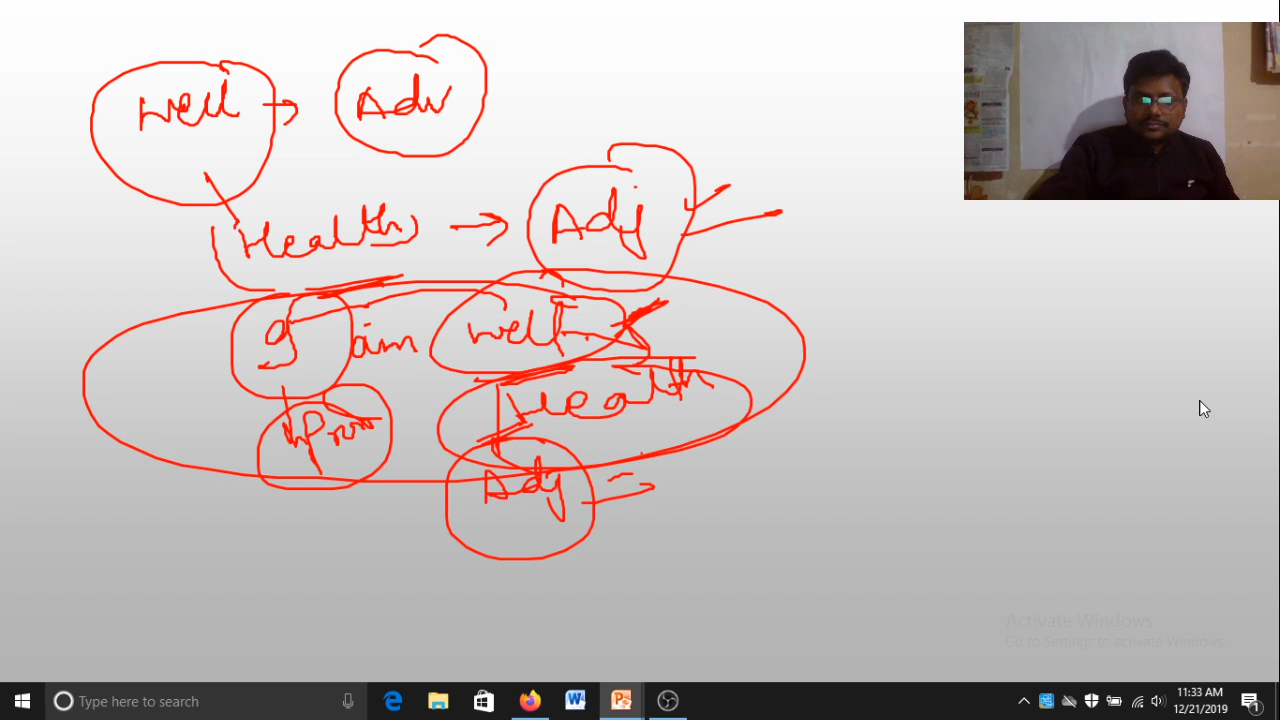 well → Adv
Health → Adj
I am well
Pron Health
Adj
Activate Windows
Go to Settings to activate Windows.
Type here to search
11:33 AM
12/21/2019